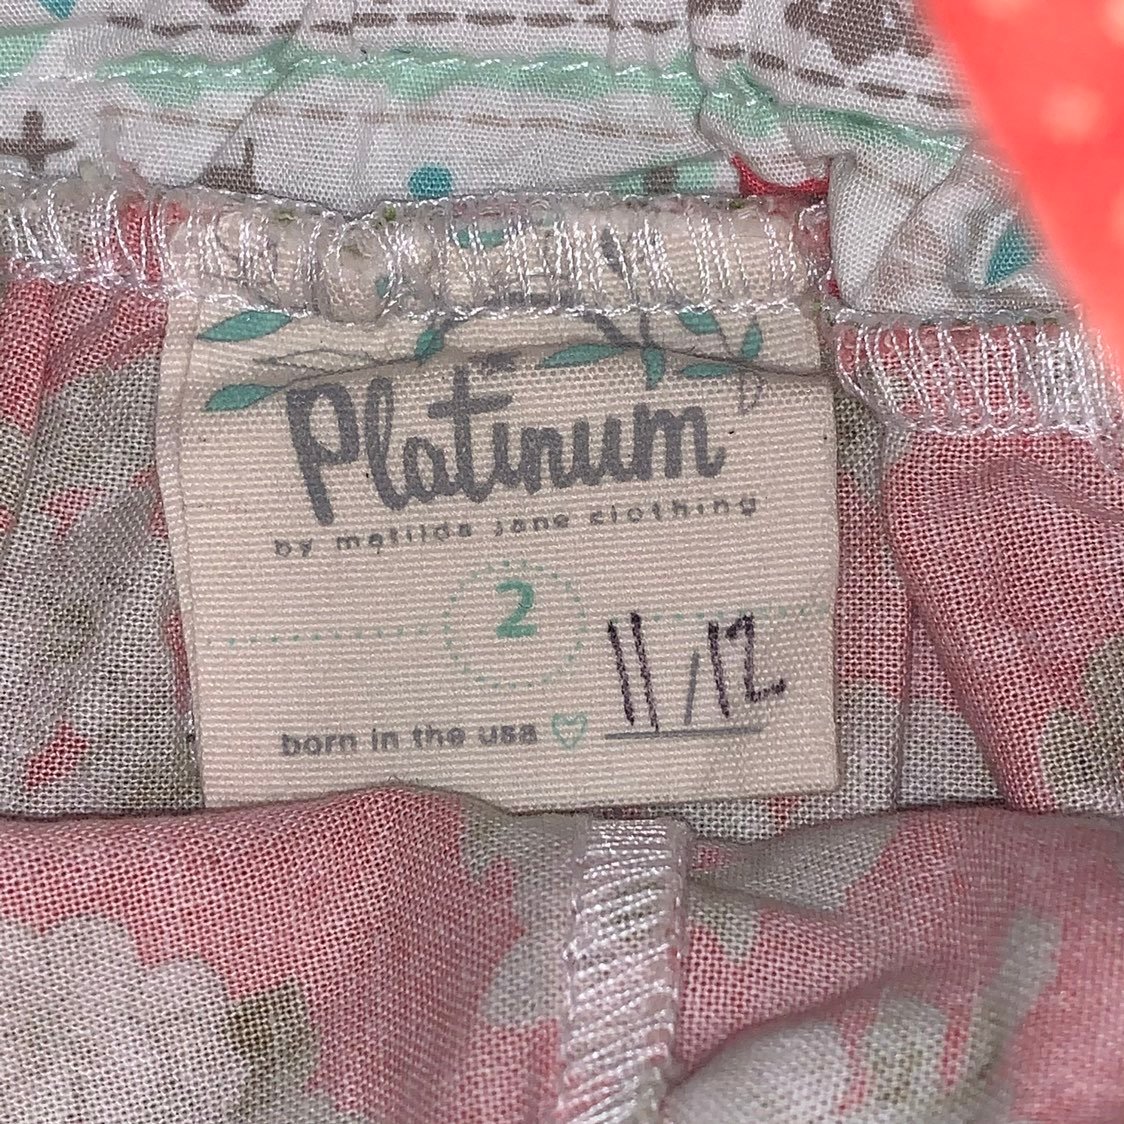 Platinum
by matilda jane clothing
2
born in the usa 11/12